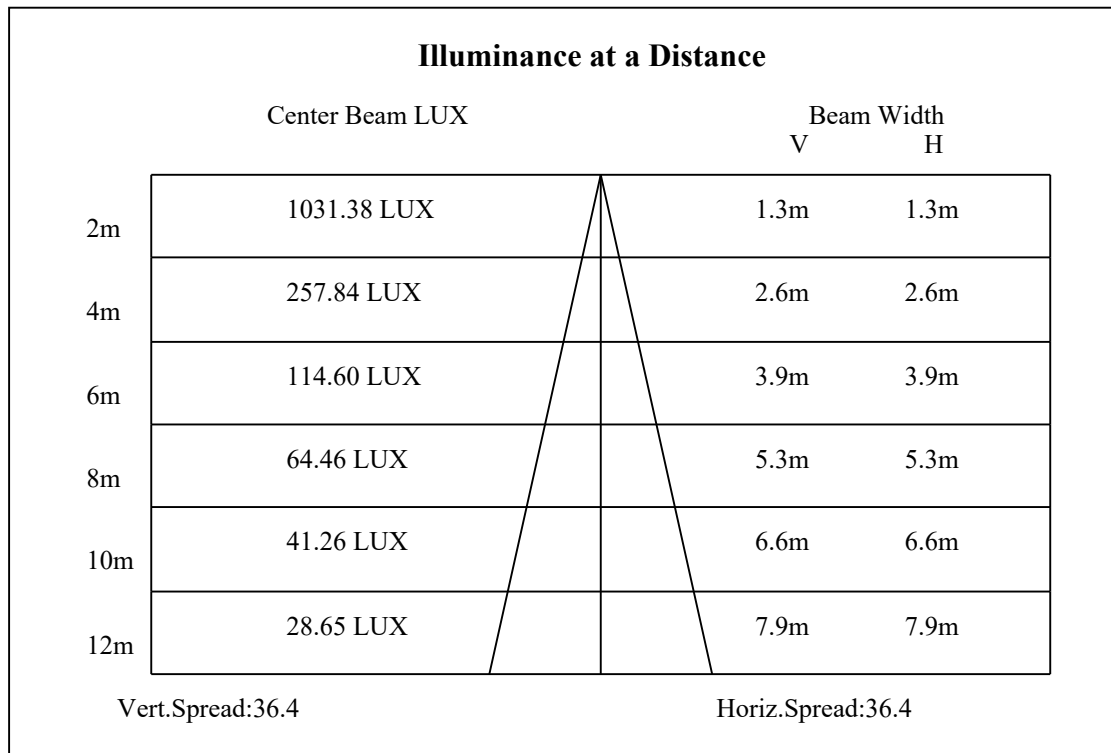 Illuminance at a Distance
Center Beam LUX Beam Width
V H
2m 1031.38 LUX 1.3m 1.3m
4m 257.84 LUX 2.6m 2.6m
6m 114.60 LUX 3.9m 3.9m
8m 64.46 LUX 5.3m 5.3m
10m 41.26 LUX 6.6m 6.6m
12m 28.65 LUX 7.9m 7.9m
Vert.Spread:36.4 Horiz.Spread:36.4